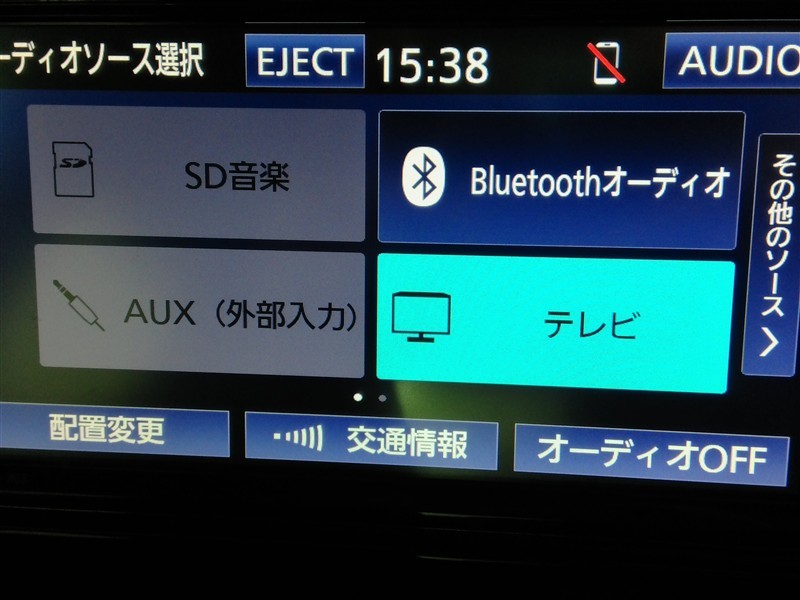 ーディオソース選択
EJECT
15:38
AUDIO
SD
SD音楽
Bluetoothオーディオ
その他のソース
AUX（外部入力）
テレビ
配置変更
交通情報
オーディオOFF